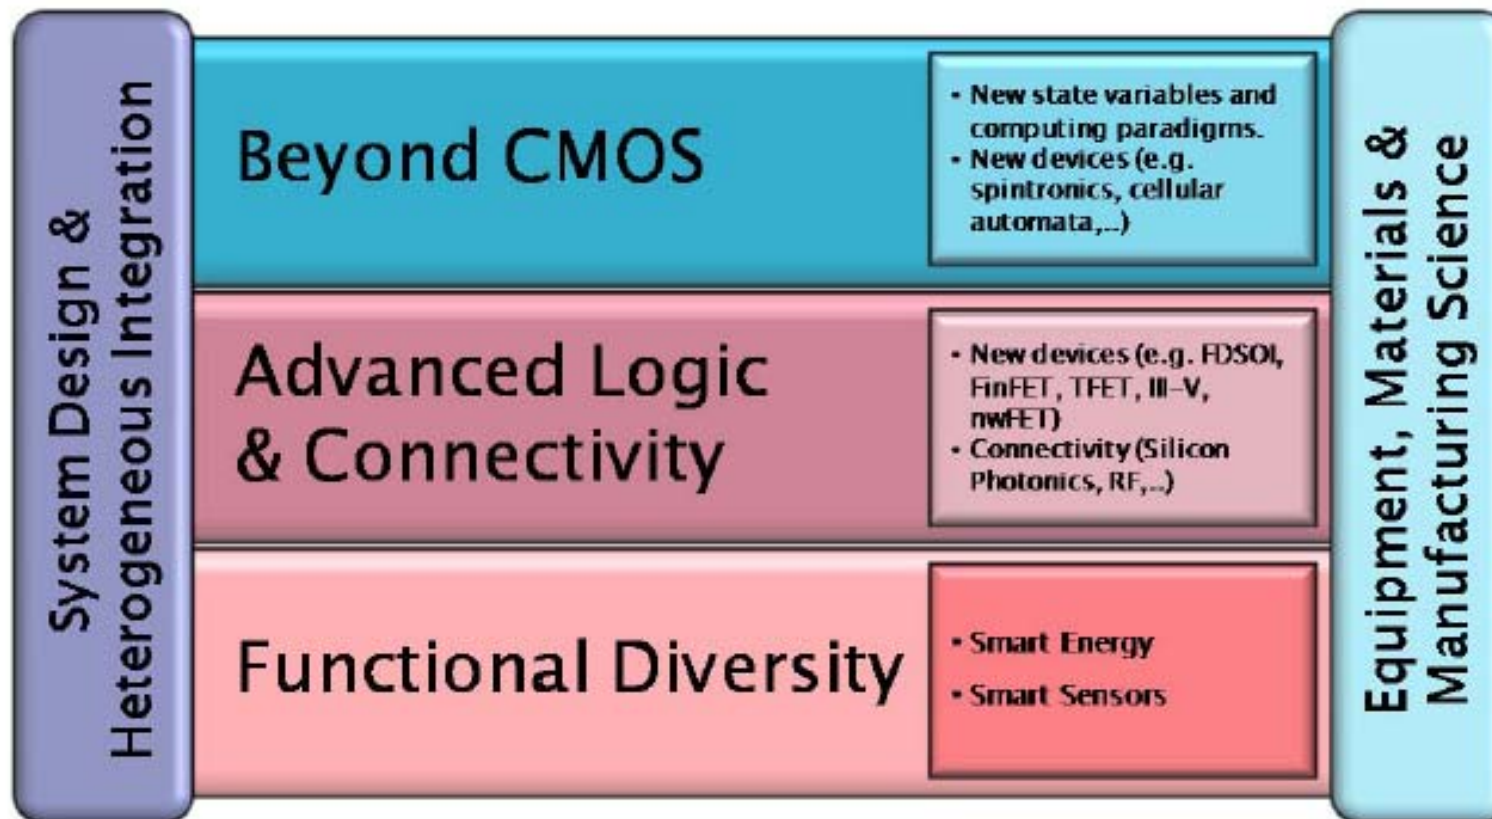 System Design &
Heterogeneous Integration
Beyond CMOS
• New state variables and
computing paradigms.
• New devices (e.g.
spintronics, cellular
automata,..)
Advanced Logic
& Connectivity
• New devices (e.g. FDSOI,
FinFET, TFET, III-V,
nwFET)
• Connectivity (Silicon
Photonics, RF,..)
Functional Diversity
• Smart Energy
• Smart Sensors
Equipment, Materials &
Manufacturing Science